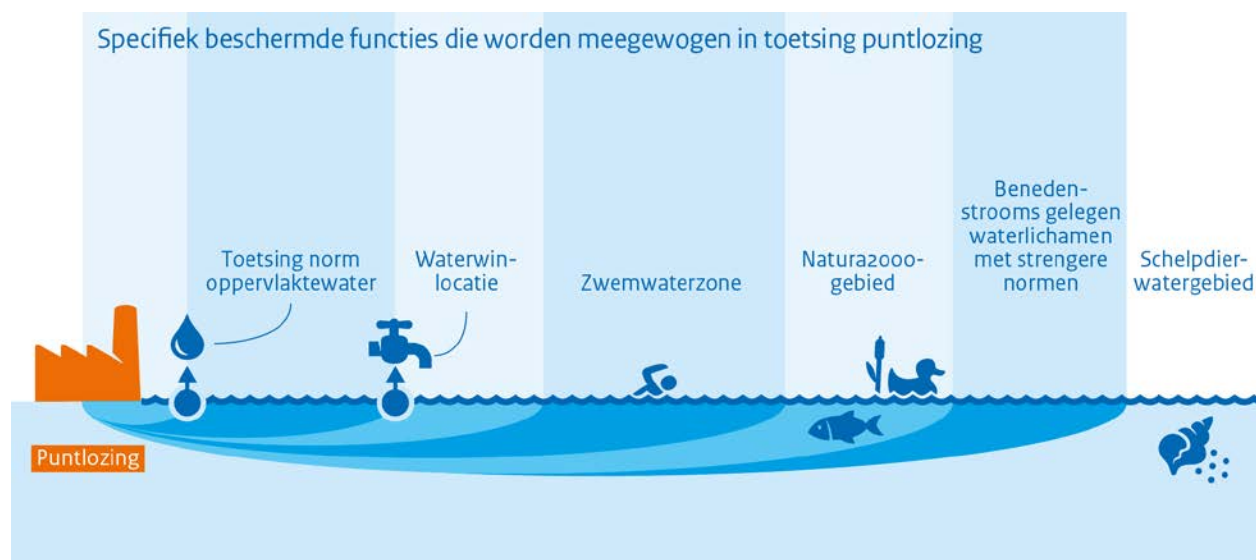 Specifiek beschermde functies die worden meegewogen in toetsing puntlozing
Toetsing norm
oppervlaktewater
Waterwin-
locatie
Zwemwaterzone
Natura2000-
gebied
Beneden-
strooms gelegen
waterlichamen
met strengere
normen
Schelpdier-
watergebied
Puntlozing